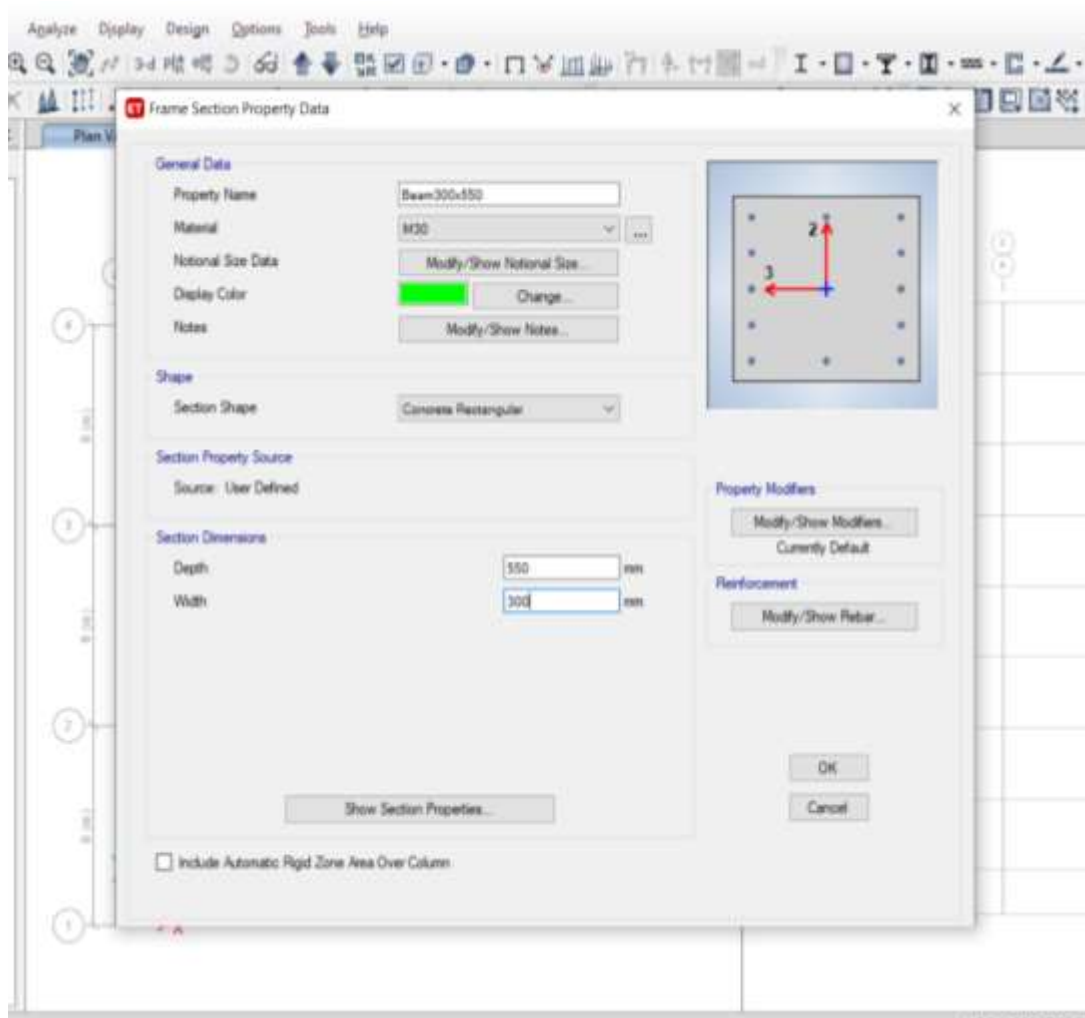 Analyze Display Design Options Tools Help
Frame Section Property Data
General Data
Property Name Beam300x550
Material M30 ...
Notional Size Data Modify/Show Notional Size...
Display Color Change...
Notes Modify/Show Notes...
Shape
Section Shape Concrete Rectangular
Section Property Source
Source: User Defined
Section Dimensions
Depth 550 mm
Width 300 mm
Show Section Properties...
Include Automatic Rigid Zone Area Over Column
2
3
Property Modifiers
Modify/Show Modifiers...
Currently Default
Reinforcement
Modify/Show Rebar...
OK
Cancel
4
3
2
1